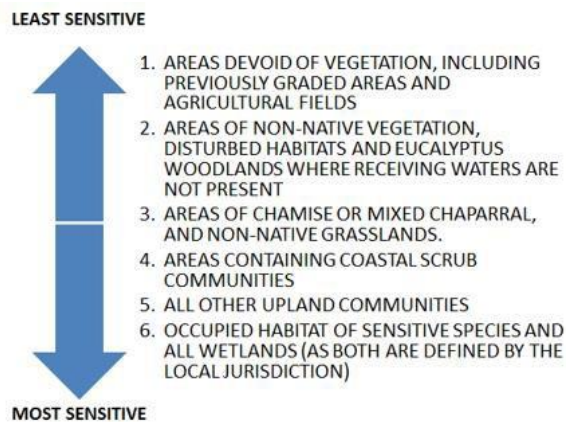 LEAST SENSITIVE
1. AREAS DEVOID OF VEGETATION, INCLUDING
PREVIOUSLY GRADED AREAS AND
AGRICULTURAL FIELDS
2. AREAS OF NON-NATIVE VEGETATION,
DISTURBED HABITATS AND EUCALYPTUS
WOODLANDS WHERE RECEIVING WATERS ARE
NOT PRESENT
3. AREAS OF CHAMISE OR MIXED CHAPARRAL,
AND NON-NATIVE GRASSLANDS.
4. AREAS CONTAINING COASTAL SCRUB
COMMUNITIES
5. ALL OTHER UPLAND COMMUNITIES
6. OCCUPIED HABITAT OF SENSITIVE SPECIES AND
ALL WETLANDS (AS BOTH ARE DEFINED BY THE
LOCAL JURISDICTION)
MOST SENSITIVE